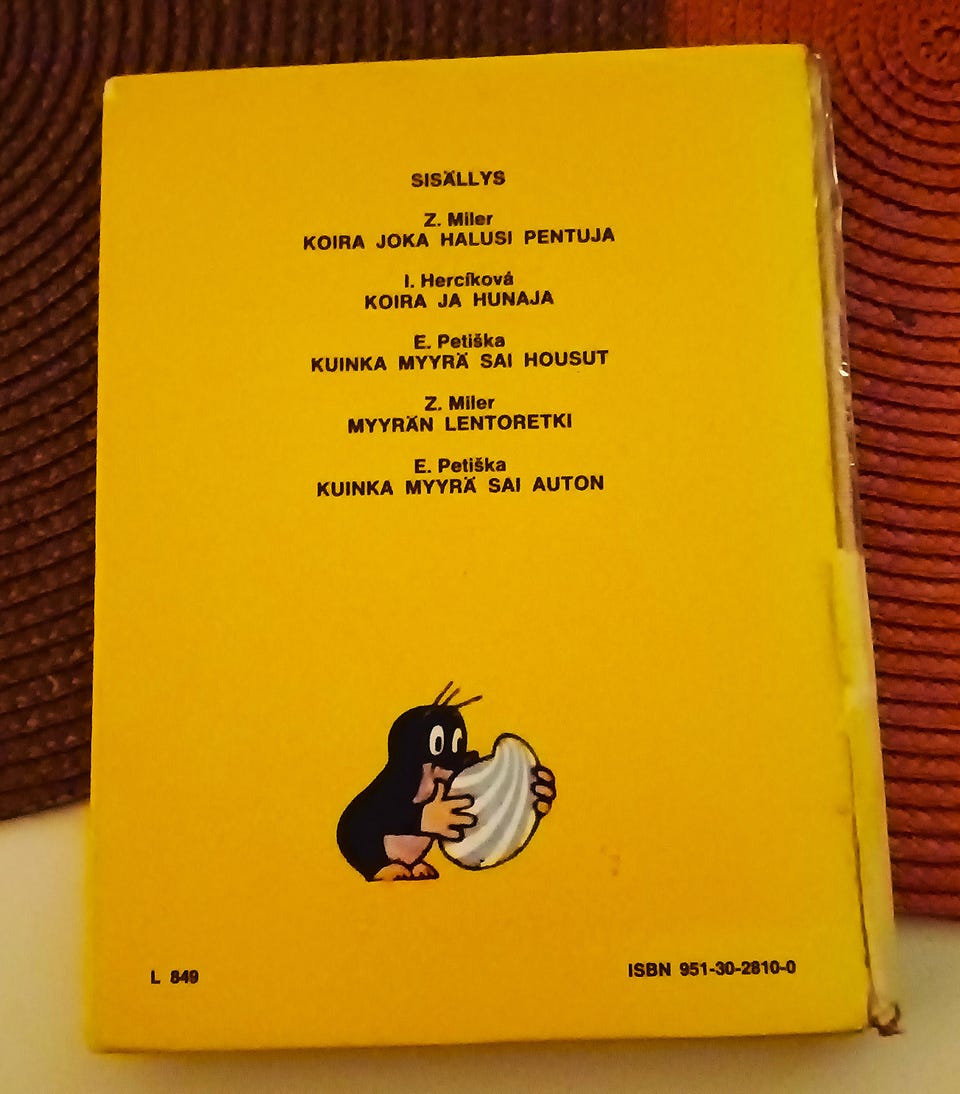 SISÄLLYS
Z. Miler
KOIRA JOKA HALUSI PENTUJA
I. Hercíková
KOIRA JA HUNAJA
E. Petiška
KUINKA MYYRÄ SAI HOUSUT
Z. Miler
MYYRÄN LENTORETKI
E. Petiška
KUINKA MYYRÄ SAI AUTON
L 849
ISBN 951-30-2810-0